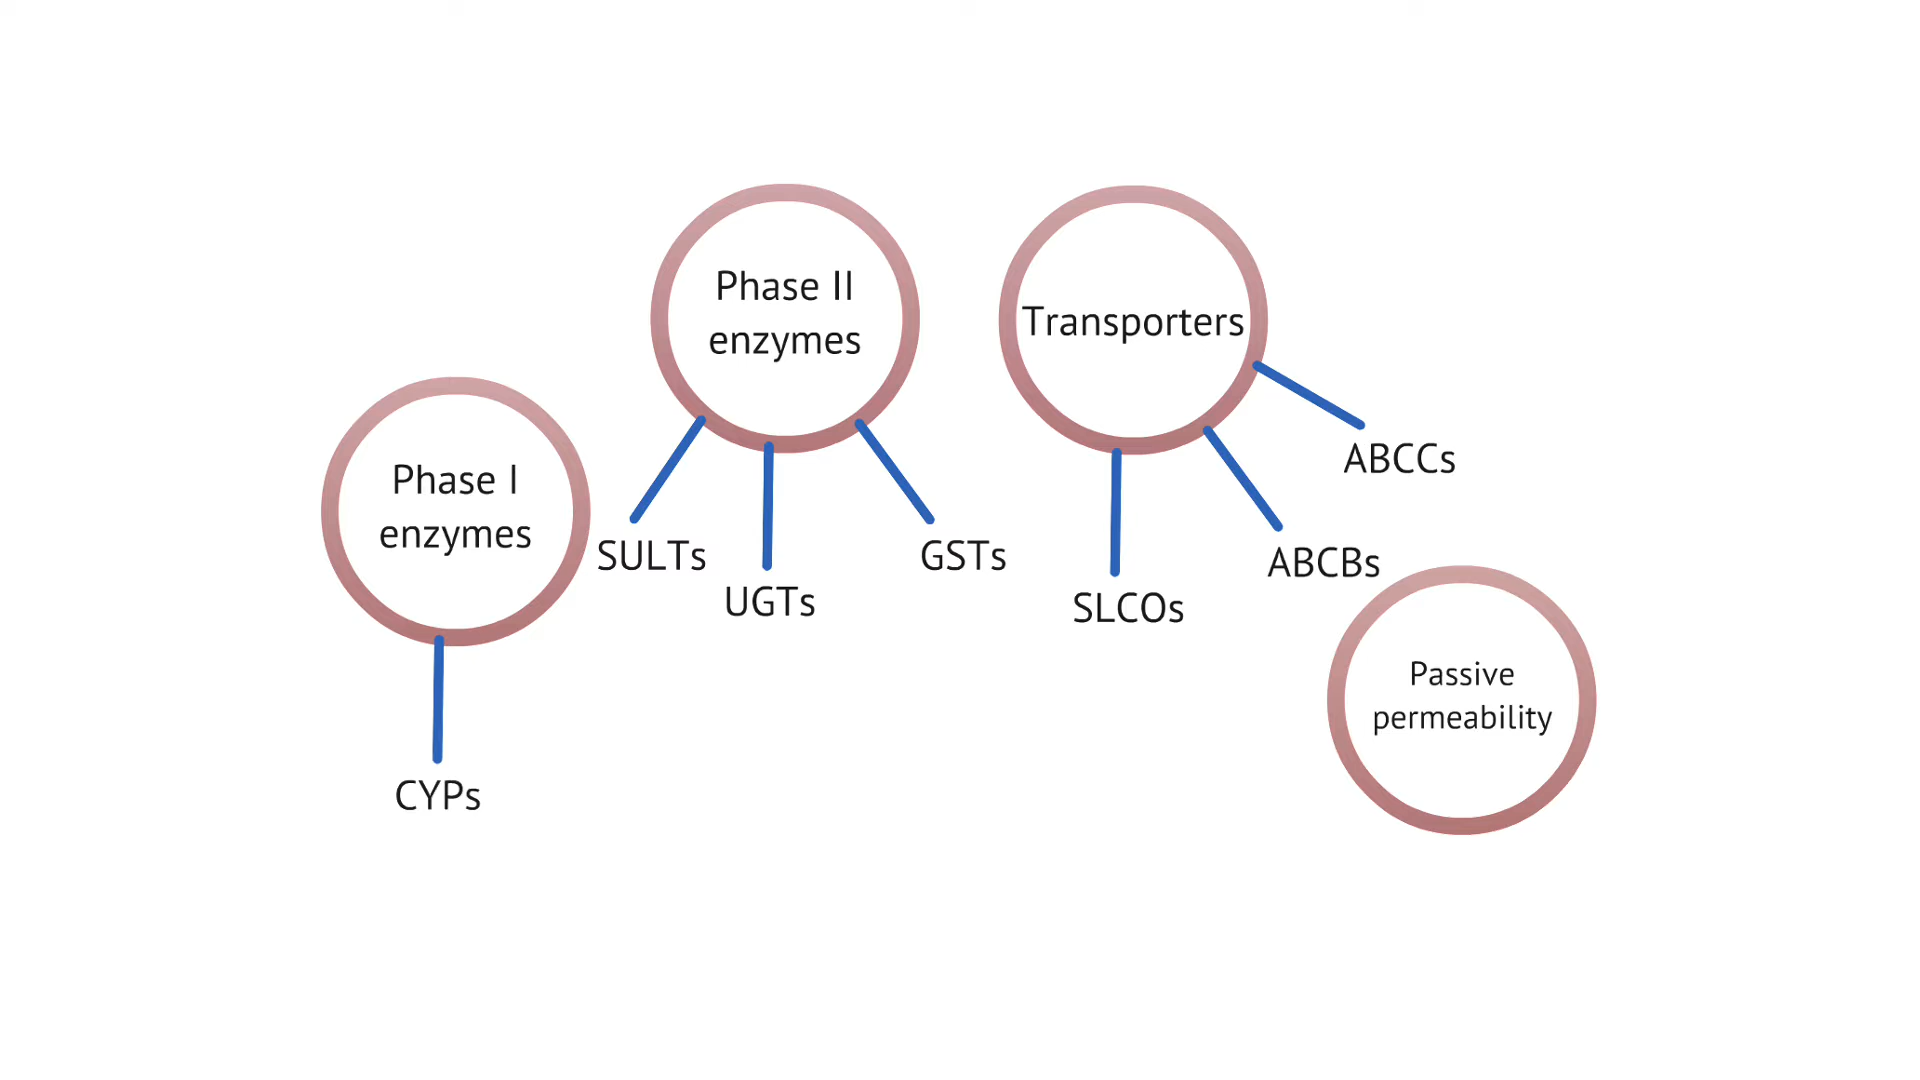 Phase I
enzymes
CYPs
Phase II
enzymes
SULTs
UGTs
GSTs
Transporters
SLCOs
ABCBs
ABCCs
Passive
permeability